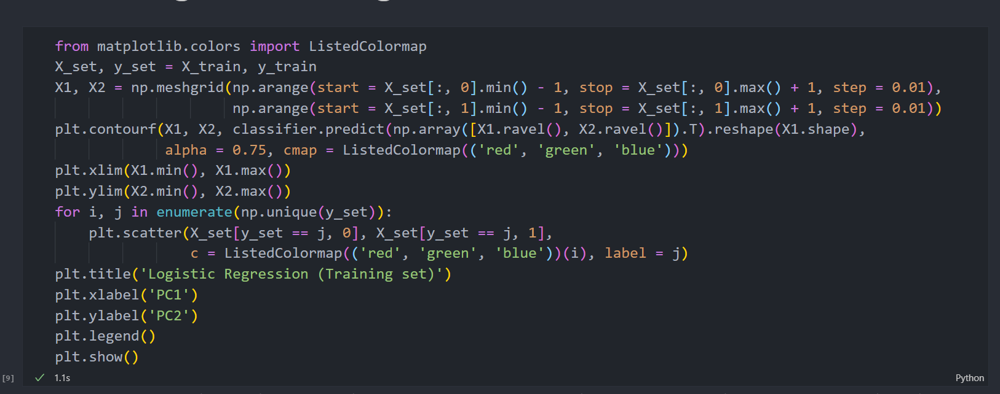 from matplotlib.colors import ListedColormap
X_set, y_set = X_train, y_train
X1, X2 = np.meshgrid(np.arange(start = X_set[:, 0].min() - 1, stop = X_set[:, 0].max() + 1, step = 0.01),
                     np.arange(start = X_set[:, 1].min() - 1, stop = X_set[:, 1].max() + 1, step = 0.01))
plt.contourf(X1, X2, classifier.predict(np.array([X1.ravel(), X2.ravel()]).T).reshape(X1.shape),
             alpha = 0.75, cmap = ListedColormap(('red', 'green', 'blue')))
plt.xlim(X1.min(), X1.max())
plt.ylim(X2.min(), X2.max())
for i, j in enumerate(np.unique(y_set)):
    plt.scatter(X_set[y_set == j, 0], X_set[y_set == j, 1],
                c = ListedColormap(('red', 'green', 'blue'))(i), label = j)
plt.title('Logistic Regression (Training set)')
plt.xlabel('PC1')
plt.ylabel('PC2')
plt.legend()
plt.show()
[9] ✓ 1.1s Python